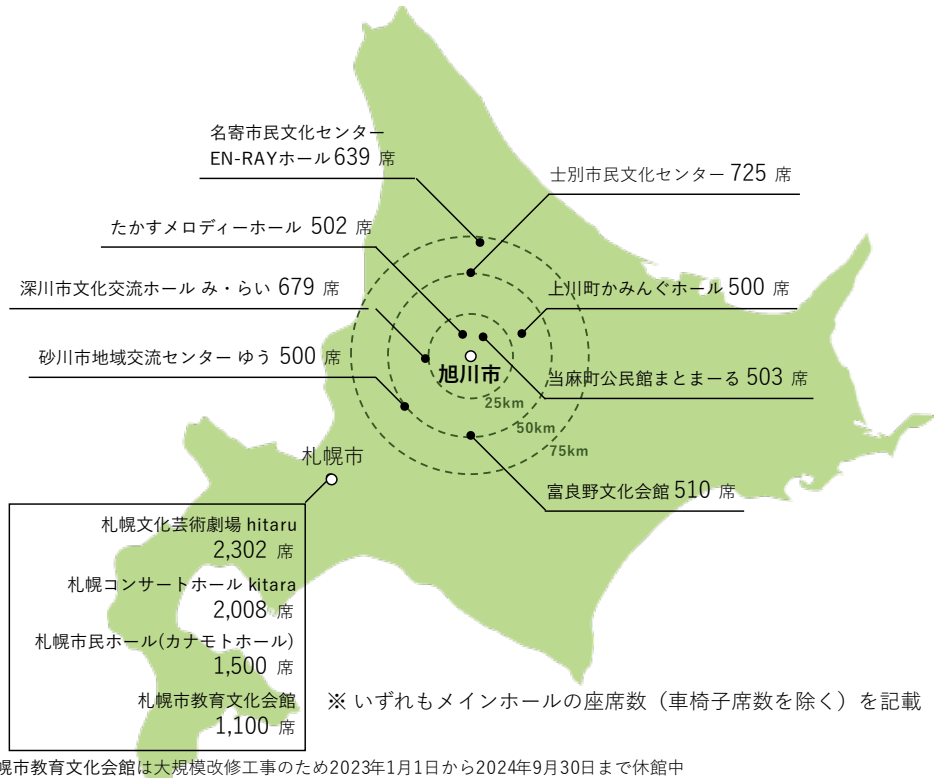 名寄市民文化センター
EN-RAYホール 639 席
士別市民文化センター 725 席
たかすメロディーホール 502 席
深川市文化交流ホール み・らい 679 席
上川町かみんぐホール 500 席
砂川市地域交流センター ゆう 500 席
旭川市
当麻町公民館まとまーる 503 席
25km
50km
75km
札幌市
富良野文化会館 510 席
札幌文化芸術劇場 hitaru
2,302 席
札幌コンサートホール kitara
2,008 席
札幌市民ホール(カナモトホール)
1,500 席
札幌市教育文化会館
1,100 席
※ いずれもメインホールの座席数（車椅子席数を除く）を記載
幌市教育文化会館は大規模改修工事のため2023年1月1日から2024年9月30日まで休館中